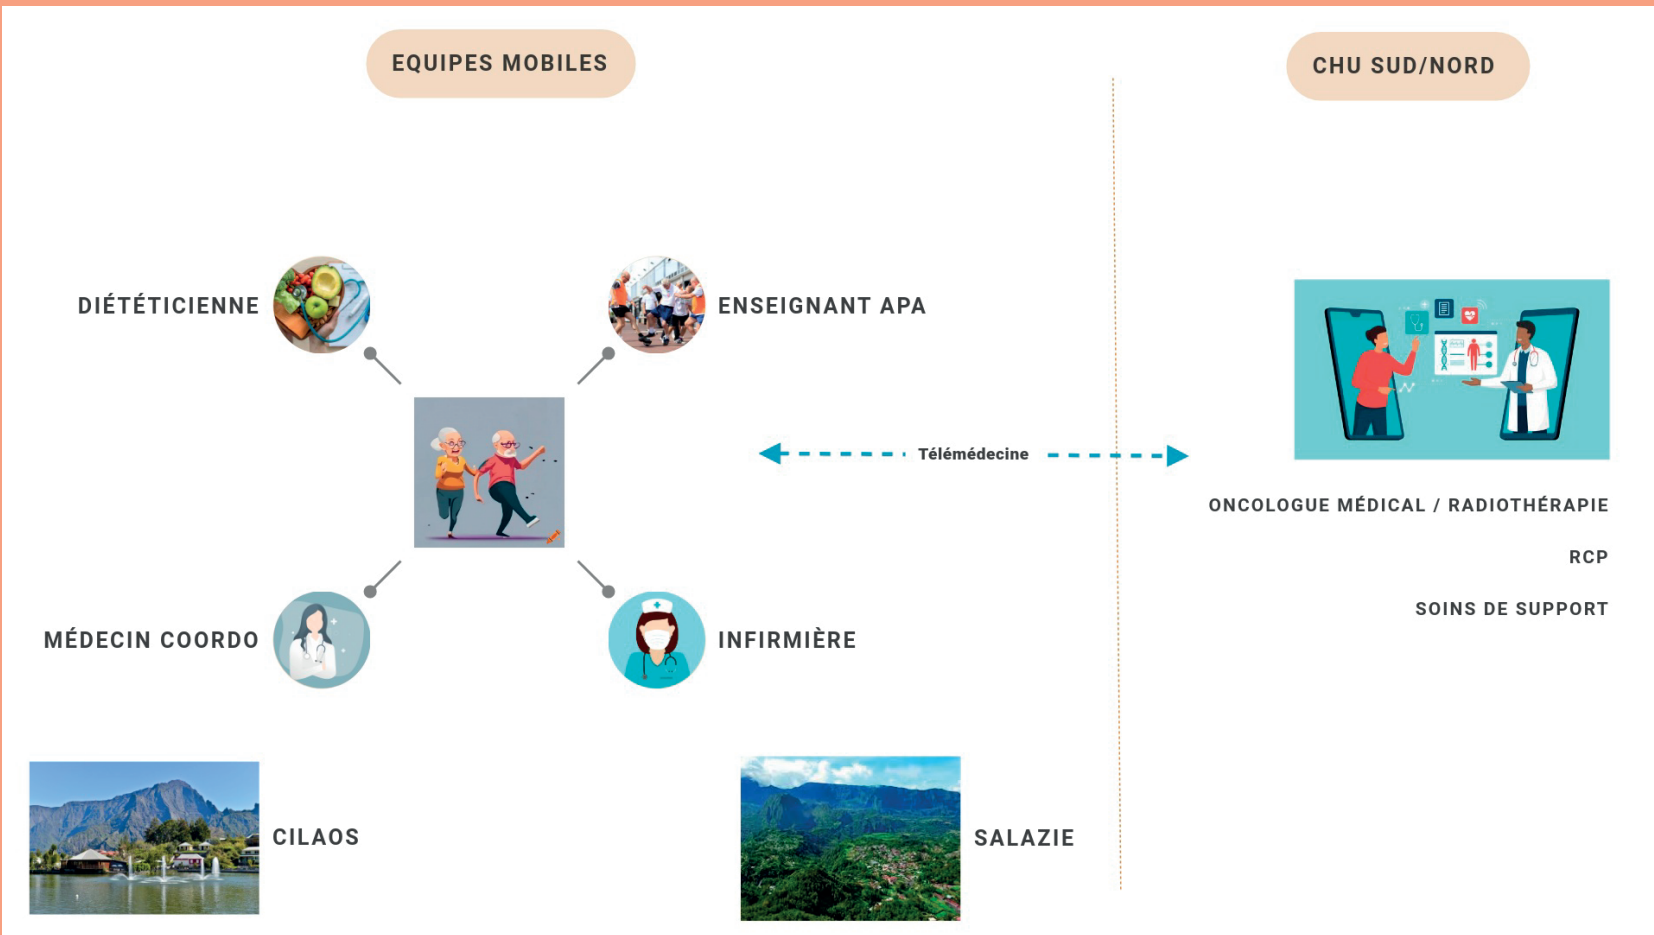 EQUIPES MOBILES
CHU SUD/NORD
DIÉTÉTICIENNE
ENSEIGNANT APA
Télémédecine
ONCOLOGUE MÉDICAL / RADIOTHÉRAPIE
RCP
SOINS DE SUPPORT
MÉDECIN COORDO
INFIRMIÈRE
CILAOS
SALAZIE